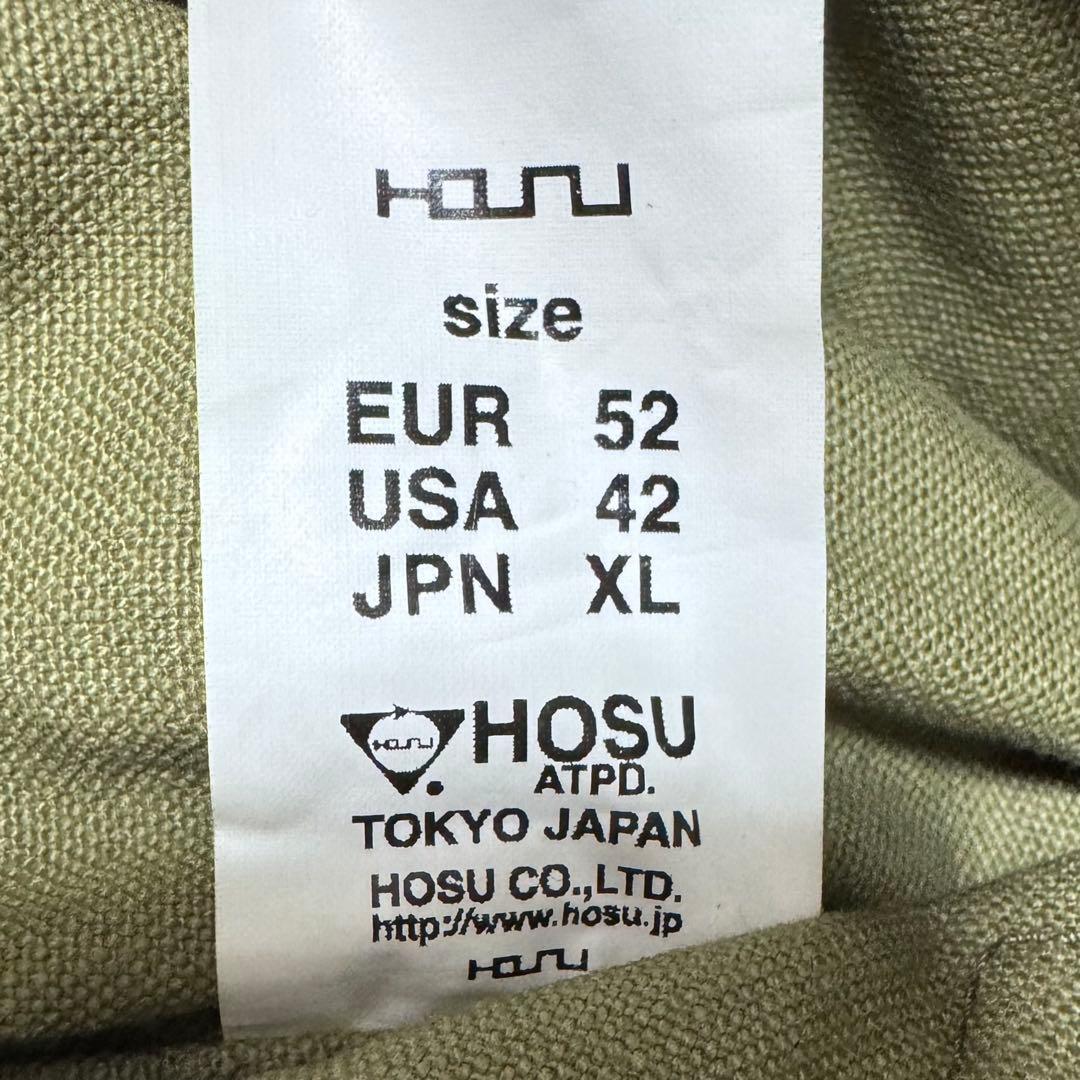 HOSU
size
EUR 52
USA 42
JPN XL
HOSU HOSU
ATPD.
TOKYO JAPAN
HOSU CO.,LTD.
http://www.hosu.jp
HOSU